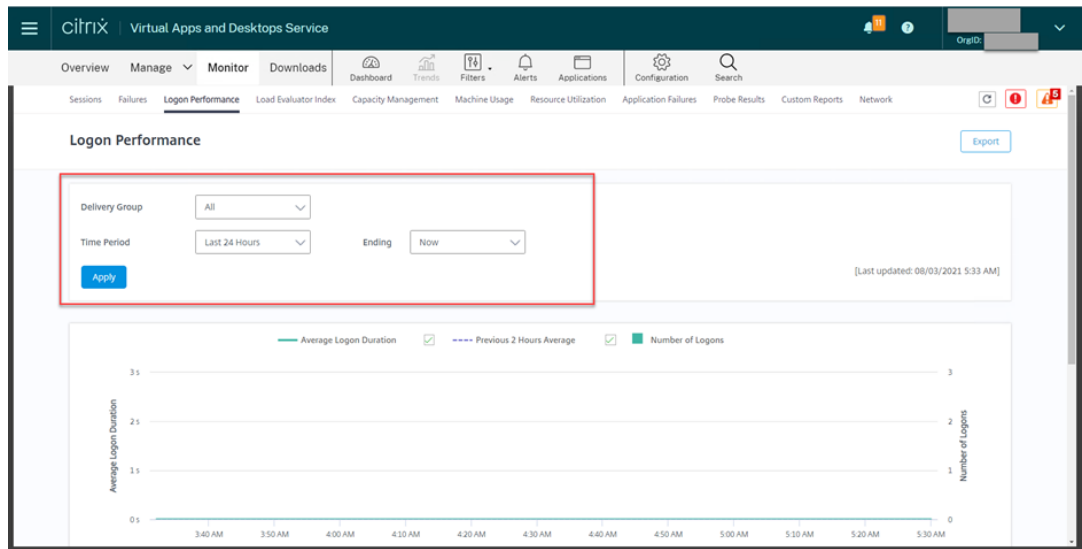 citrix | Virtual Apps and Desktops Service
11
?
OrgID:
Overview Manage Monitor Downloads Dashboard Trends Filters Alerts Applications Configuration Search
Sessions Failures Logon Performance Load Evaluator Index Capacity Management Machine Usage Resource Utilization Application Failures Probe Results Custom Reports Network
5
Logon Performance
Export
Delivery Group All
Time Period Last 24 Hours Ending Now
Apply
[Last updated: 08/03/2021 5:33 AM]
Average Logon Duration Previous 2 Hours Average Number of Logons
3 s 3
2 s 2
1 s 1
0 s 0
Average Logon Duration
Number of Logons
3:40 AM 3:50 AM 4:00 AM 4:10 AM 4:20 AM 4:30 AM 4:40 AM 4:50 AM 5:00 AM 5:10 AM 5:20 AM 5:30 AM